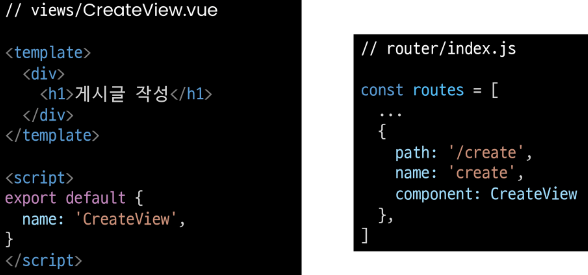 // views/CreateView.vue
<template>
  <div>
    <h1>게시글 작성</h1>
  </div>
</template>
<script>
export default {
  name: 'CreateView',
}
</script>
// router/index.js
const routes = [
  ...
  {
    path: '/create',
    name: 'create',
    component: CreateView
  },
]